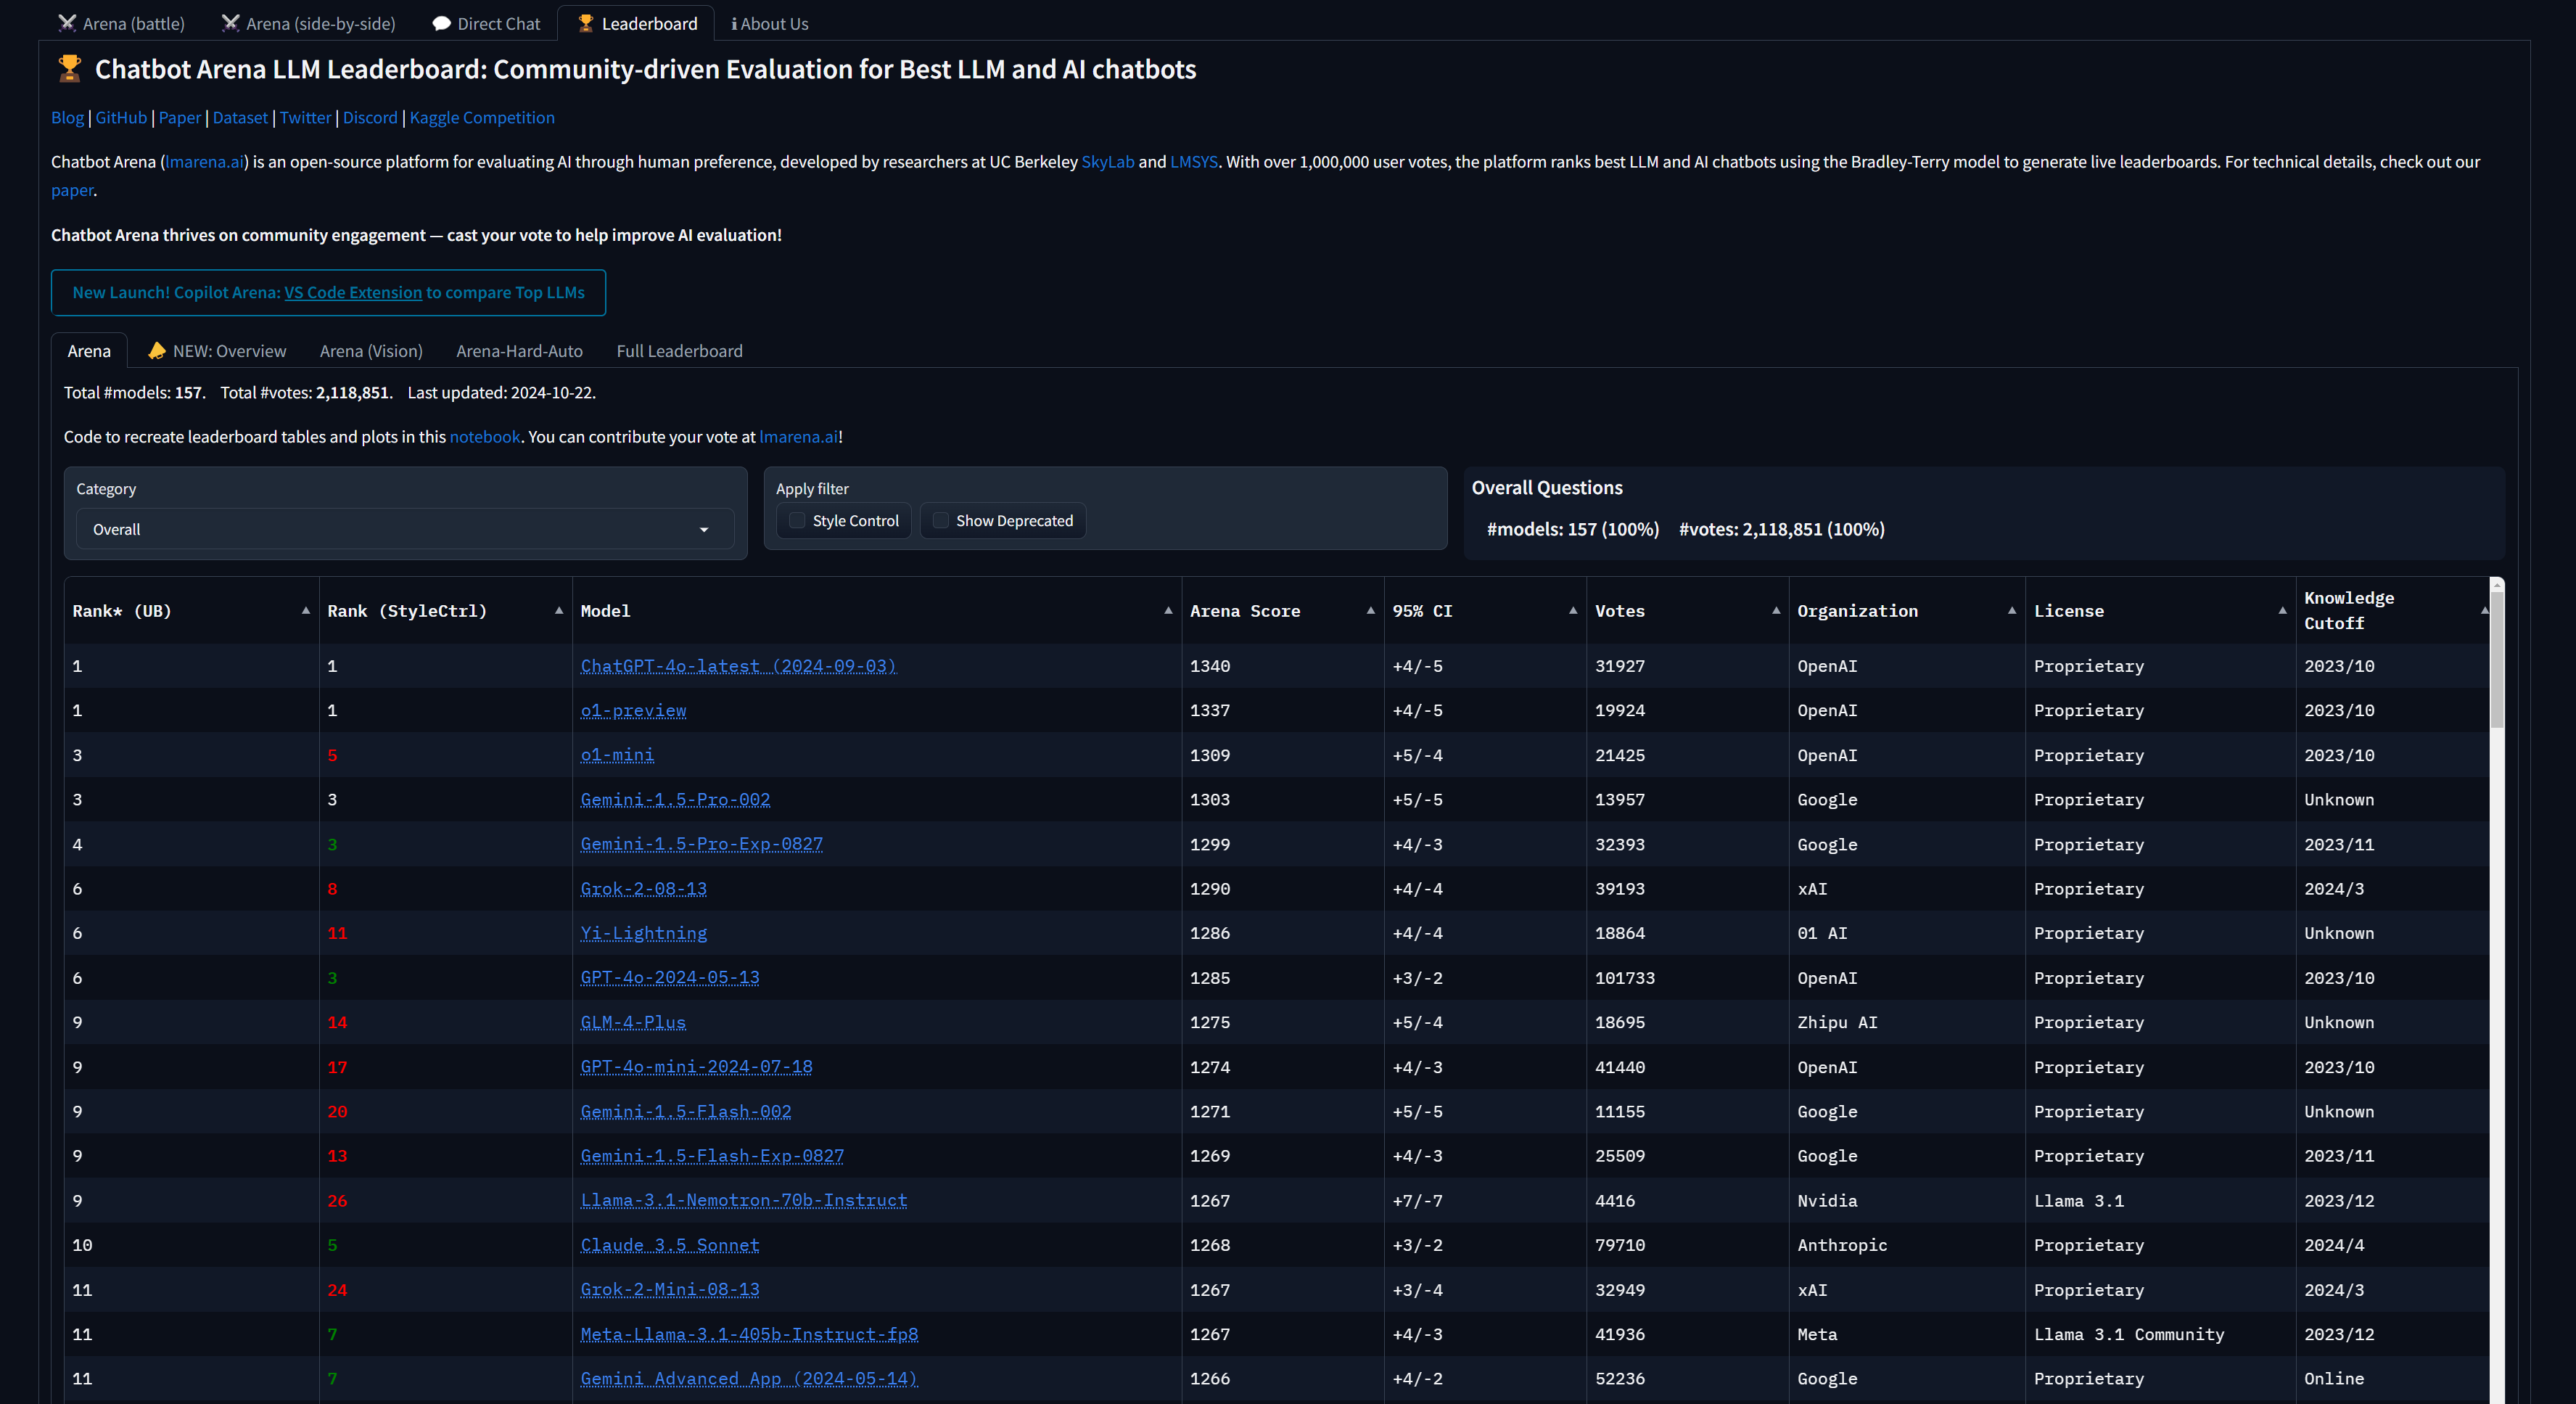 Arena (battle) Arena (side-by-side) Direct Chat Leaderboard About Us
Chatbot Arena LLM Leaderboard: Community-driven Evaluation for Best LLM and AI chatbots
Blog | GitHub | Paper | Dataset | Twitter | Discord | Kaggle Competition
Chatbot Arena (lmarena.ai) is an open-source platform for evaluating AI through human preference, developed by researchers at UC Berkeley SkyLab and LMSYS. With over 1,000,000 user votes, the platform ranks best LLM and AI chatbots using the Bradley-Terry model to generate live leaderboards. For technical details, check out our
paper.
Chatbot Arena thrives on community engagement — cast your vote to help improve AI evaluation!
New Launch! Copilot Arena: VS Code Extension to compare Top LLMs
Arena NEW: Overview Arena (Vision) Arena-Hard-Auto Full Leaderboard
Total #models: 157. Total #votes: 2,118,851. Last updated: 2024-10-22.
Code to recreate leaderboard tables and plots in this notebook. You can contribute your vote at lmarena.ai!
Category
Overall
Apply filter
Style Control Show Deprecated
Overall Questions
#models: 157 (100%) #votes: 2,118,851 (100%)
Rank* (UB) Rank (StyleCtrl) Model Arena Score 95% CI Votes Organization License Knowledge Cutoff
1 1 ChatGPT-4o-latest (2024-09-03) 1340 +4/-5 31927 OpenAI Proprietary 2023/10
1 1 o1-preview 1337 +4/-5 19924 OpenAI Proprietary 2023/10
3 5 o1-mini 1309 +5/-4 21425 OpenAI Proprietary 2023/10
3 3 Gemini-1.5-Pro-002 1303 +5/-5 13957 Google Proprietary Unknown
4 3 Gemini-1.5-Pro-Exp-0827 1299 +4/-3 32393 Google Proprietary 2023/11
6 8 Grok-2-08-13 1290 +4/-4 39193 xAI Proprietary 2024/3
6 11 Yi-Lightning 1286 +4/-4 18864 01 AI Proprietary Unknown
6 3 GPT-4o-2024-05-13 1285 +3/-2 101733 OpenAI Proprietary 2023/10
9 14 GLM-4-Plus 1275 +5/-4 18695 Zhipu AI Proprietary Unknown
9 17 GPT-4o-mini-2024-07-18 1274 +4/-3 41440 OpenAI Proprietary 2023/10
9 20 Gemini-1.5-Flash-002 1271 +5/-5 11155 Google Proprietary Unknown
9 13 Gemini-1.5-Flash-Exp-0827 1269 +4/-3 25509 Google Proprietary 2023/11
9 26 Llama-3.1-Nemotron-70b-Instruct 1267 +7/-7 4416 Nvidia Llama 3.1 2023/12
10 5 Claude 3.5 Sonnet 1268 +3/-2 79710 Anthropic Proprietary 2024/4
11 24 Grok-2-Mini-08-13 1267 +3/-4 32949 xAI Proprietary 2024/3
11 7 Meta-Llama-3.1-405b-Instruct-fp8 1267 +4/-3 41936 Meta Llama 3.1 Community 2023/12
11 7 Gemini Advanced App (2024-05-14) 1266 +4/-2 52236 Google Proprietary Online